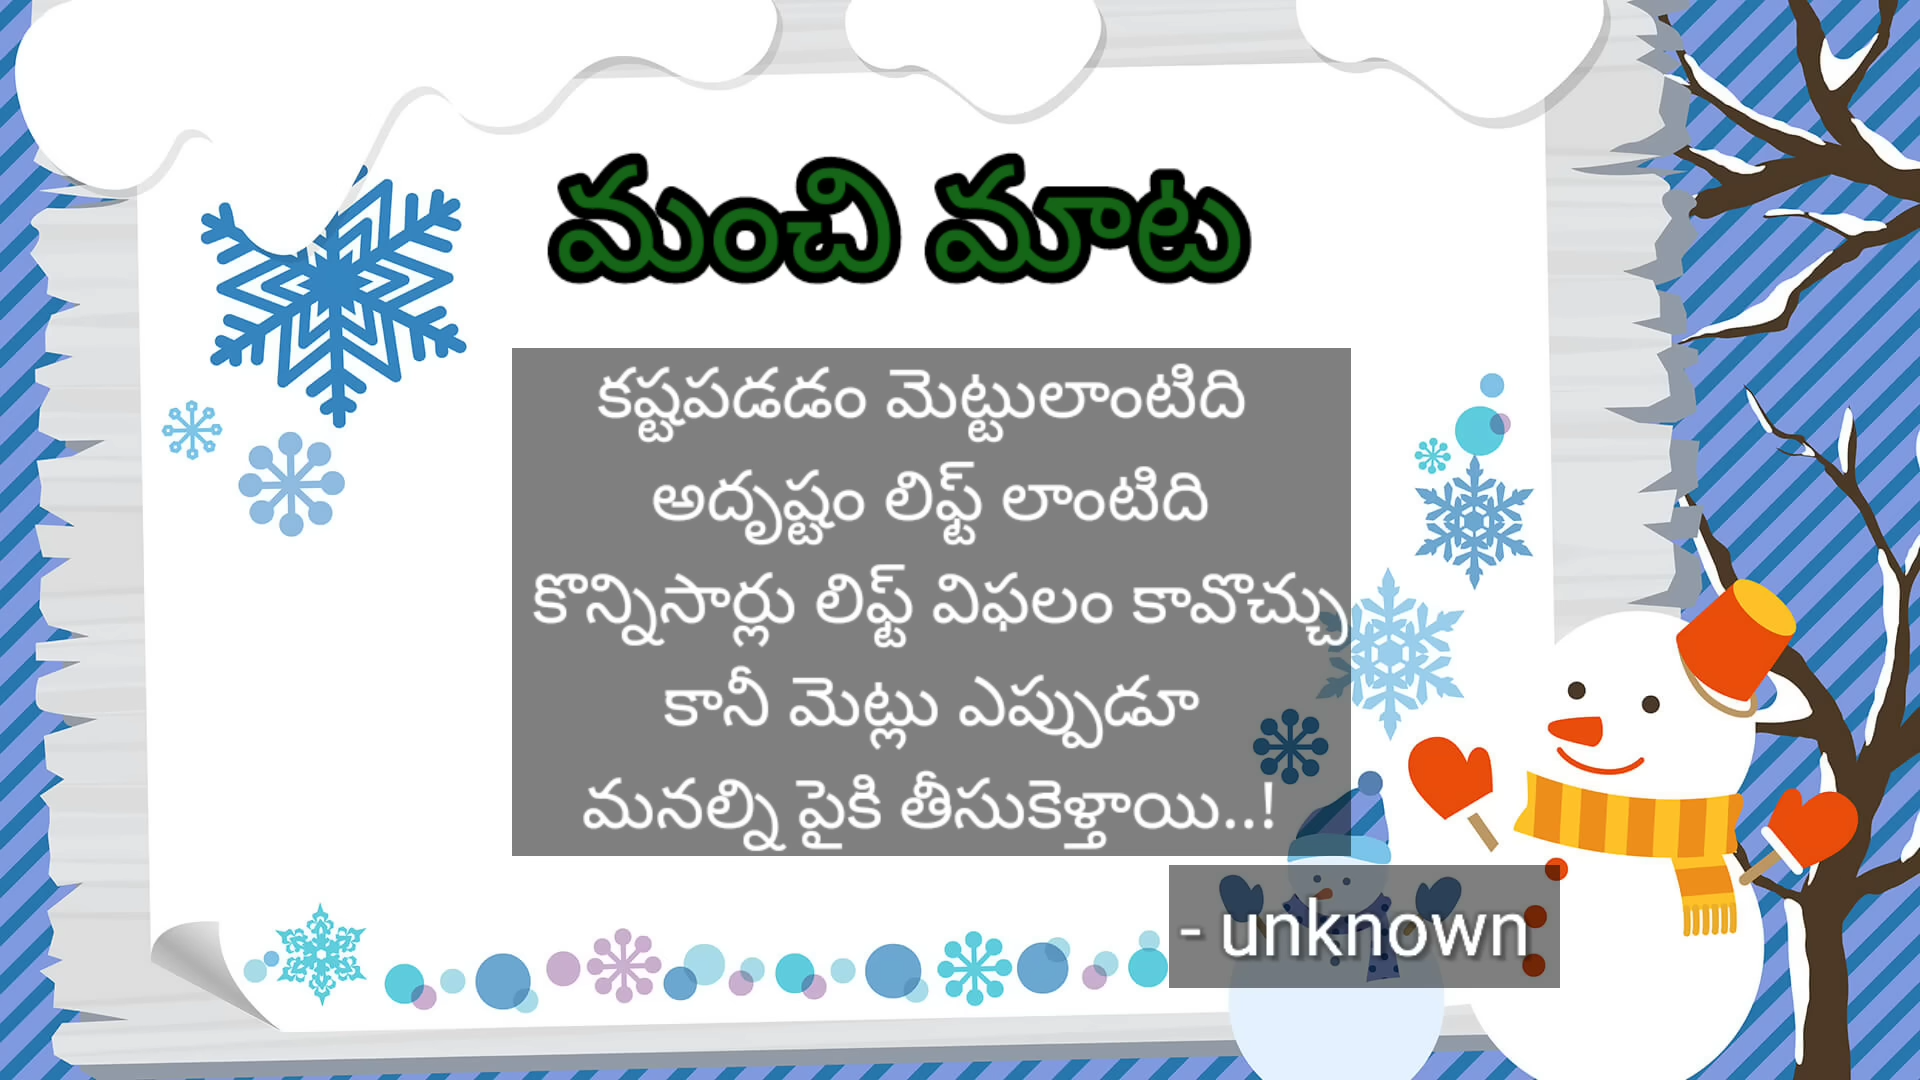 మంచి మాట
కష్టపడడం మెట్టులాంటిది
అదృష్టం లిఫ్ట్ లాంటిది
కొన్నిసార్లు లిఫ్ట్ విఫలం కావొచ్చు
కానీ మెట్లు ఎప్పుడూ
మనల్ని పైకి తీసుకెళ్తాయి..!
- unknown